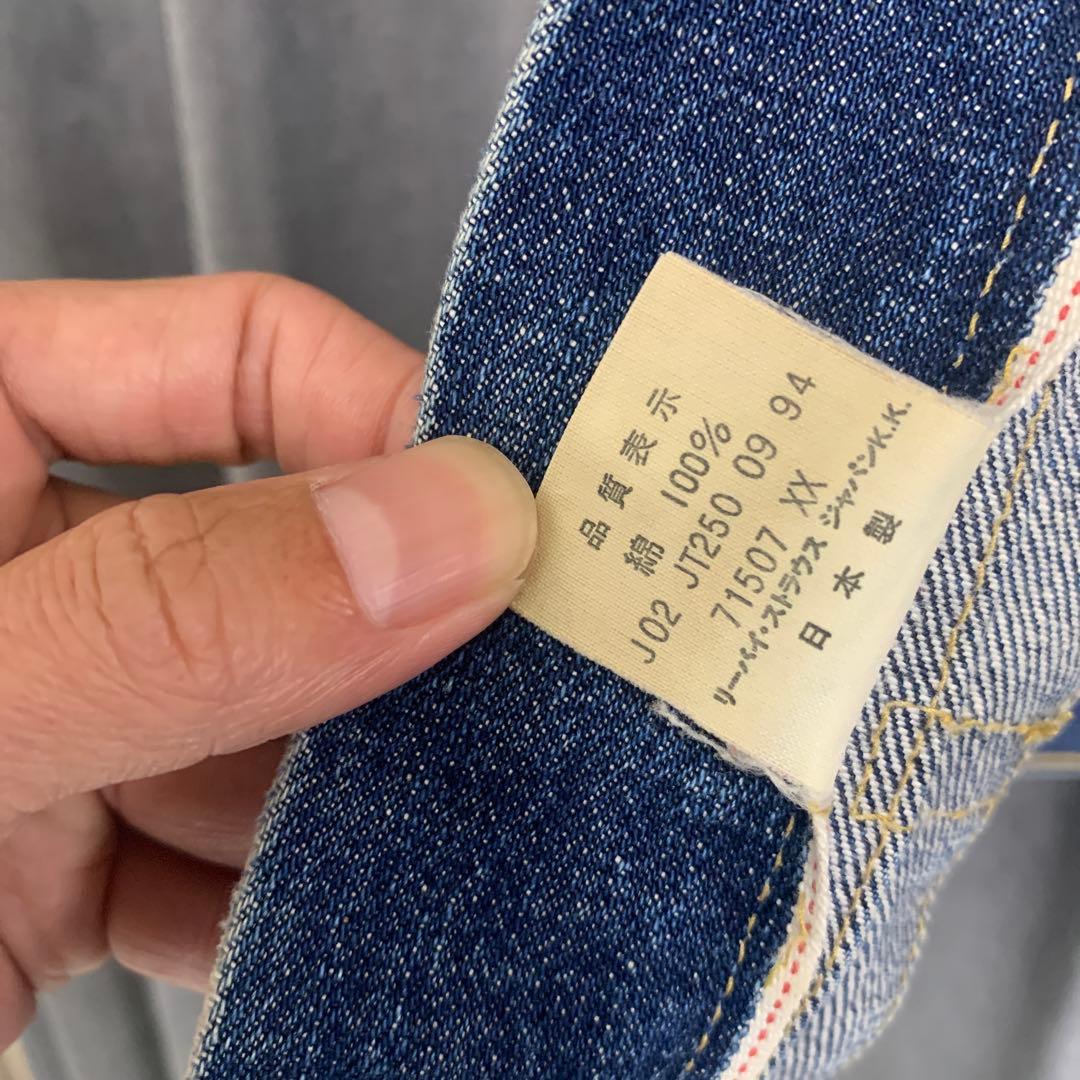 品質表示
綿 100%
J02 JT250 09 94
71507 XX
リーバイ・ストラウス ジャパンK.K.
日本製